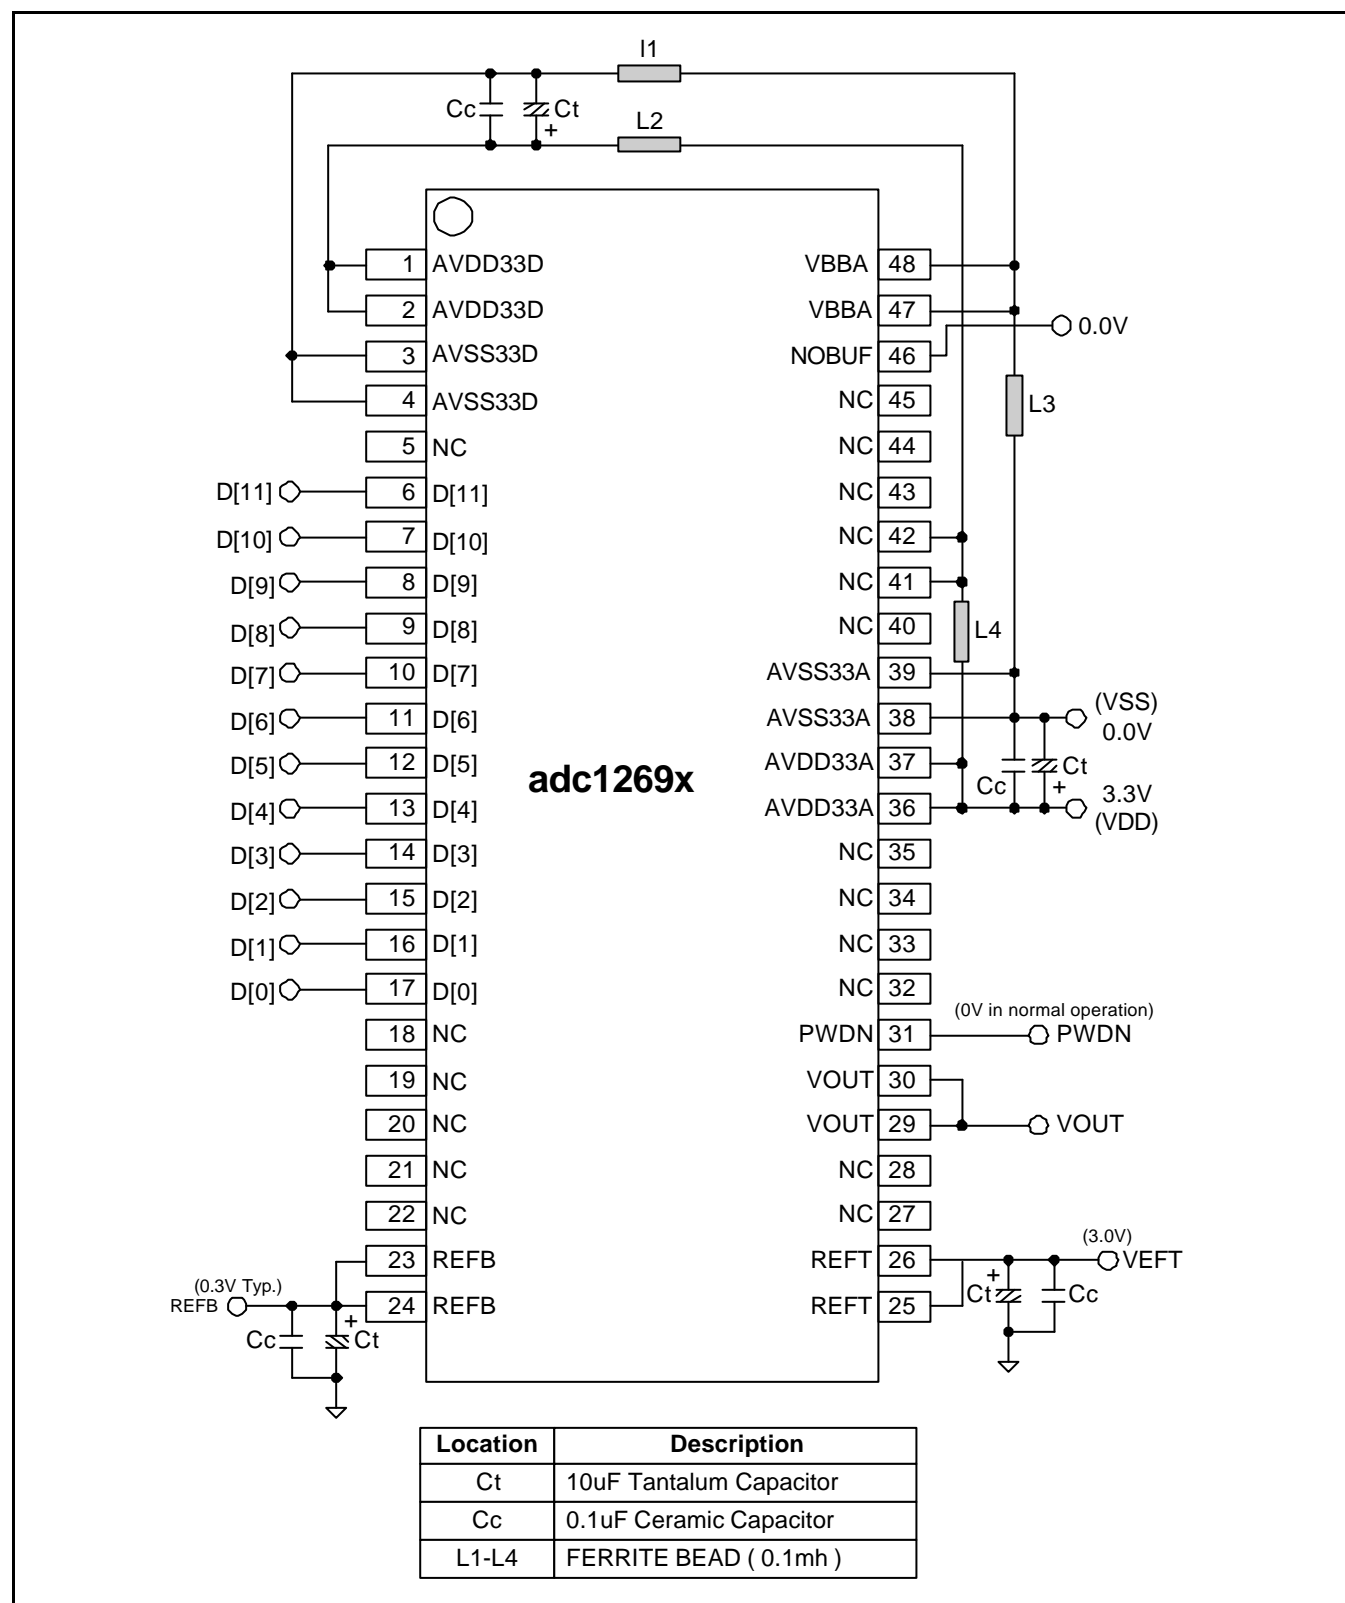 I1
Cc
Ct
+
L2
1 AVDD33D
2 AVDD33D
3 AVSS33D
4 AVSS33D
5 NC
D[11] 6 D[11]
D[10] 7 D[10]
D[9] 8 D[9]
D[8] 9 D[8]
D[7] 10 D[7]
D[6] 11 D[6]
D[5] 12 D[5]
D[4] 13 D[4]
D[3] 14 D[3]
D[2] 15 D[2]
D[1] 16 D[1]
D[0] 17 D[0]
18 NC
19 NC
20 NC
21 NC
22 NC
23 REFB
24 REFB
(0.3V Typ.)
REFB
Cc
+
Ct
adc1269x
VBBA 48
VBBA 47
0.0V
NOBUF 46
NC 45
L3
NC 44
NC 43
NC 42
NC 41
NC 40
L4
AVSS33A 39
AVSS33A 38
(VSS)
0.0V
AVDD33A 37
Cc
Ct
+
AVDD33A 36
3.3V
(VDD)
NC 35
NC 34
NC 33
NC 32
(0V in normal operation)
PWDN 31 PWDN
VOUT 30
VOUT 29 VOUT
NC 28
NC 27
(3.0V)
REFT 26 VEFT
+
Ct
Cc
REFT 25
Location Description
Ct 10uF Tantalum Capacitor
Cc 0.1uF Ceramic Capacitor
L1-L4 FERRITE BEAD ( 0.1mh )